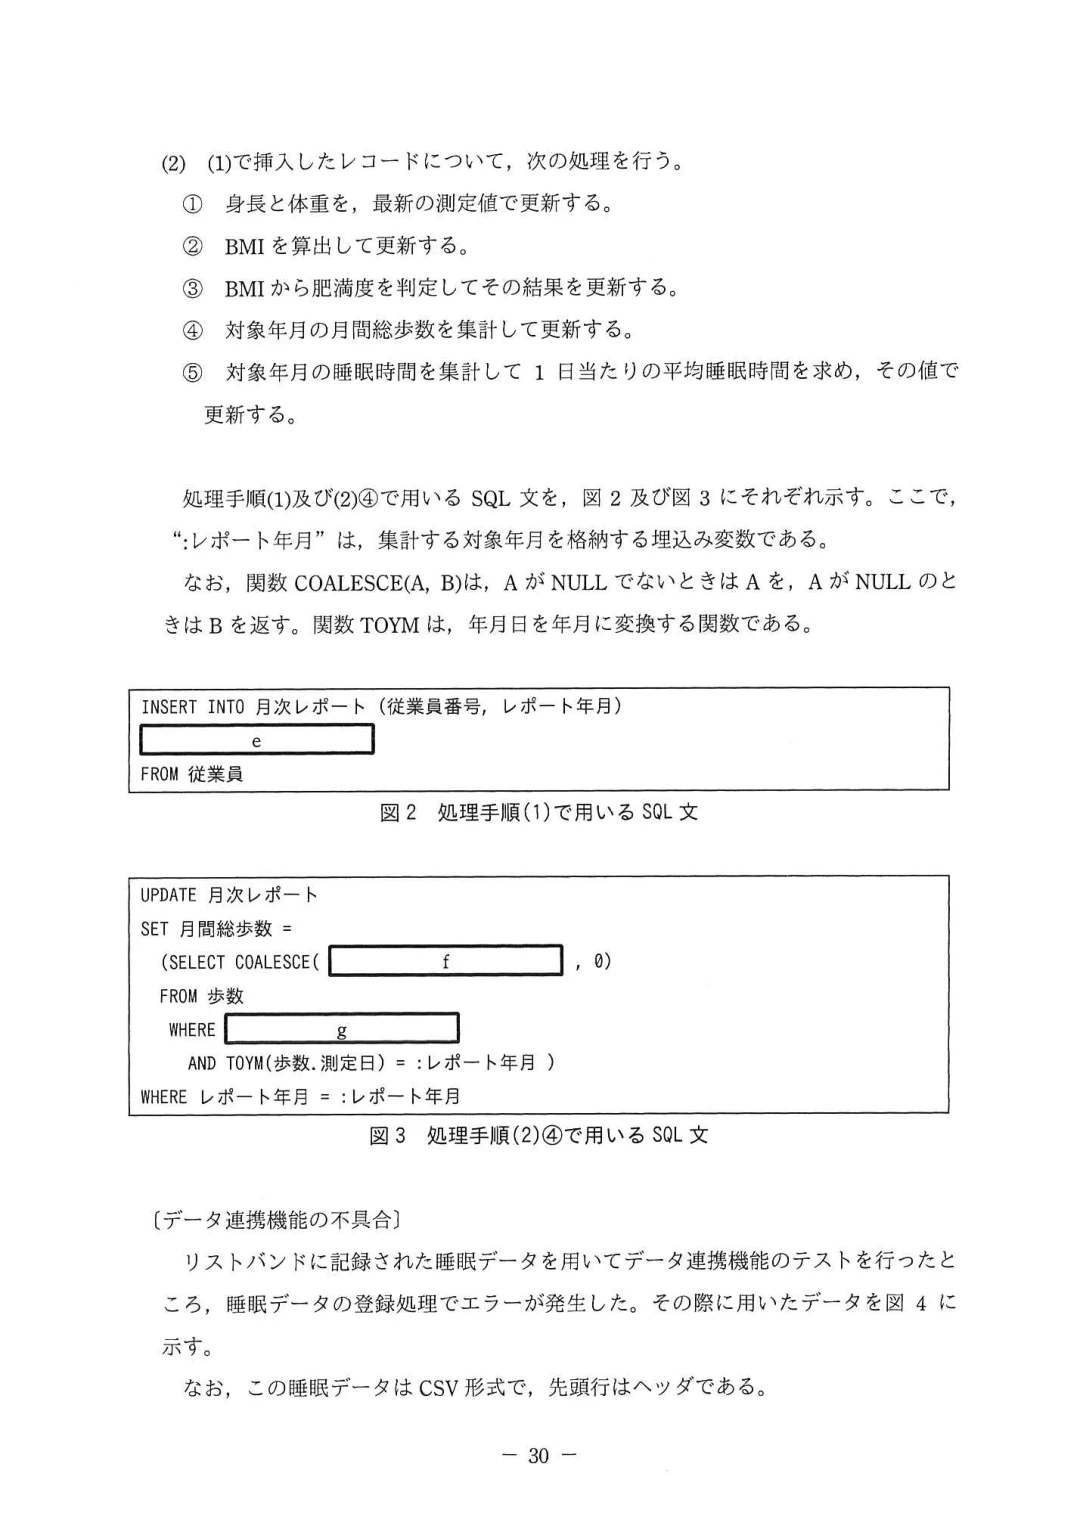 (2) (1)で挿入したレコードについて，次の処理を行う。
① 身長と体重を，最新の測定値で更新する。
② BMI を算出して更新する。
③ BMI から肥満度を判定してその結果を更新する。
④ 対象年月の月間総歩数を集計して更新する。
⑤ 対象年月の睡眠時間を集計して 1 日当たりの平均睡眠時間を求め，その値で
更新する。
処理手順(1)及び(2)④で用いる SQL 文を，図 2 及び図 3 にそれぞれ示す。ここで，
“:レポート年月”は，集計する対象年月を格納する埋込み変数である。
なお，関数 COALESCE(A, B)は，A が NULL でないときは A を，A が NULL のと
きは B を返す。関数 TOYM は，年月日を年月に変換する関数である。
INSERT INTO 月次レポート（従業員番号, レポート年月）
e
FROM 従業員
図 2 処理手順(1)で用いる SQL 文
UPDATE 月次レポート
SET 月間総歩数 =
(SELECT COALESCE( f , 0)
FROM 歩数
WHERE g
AND TOYM(歩数.測定日) = :レポート年月 )
WHERE レポート年月 = :レポート年月
図 3 処理手順(2)④で用いる SQL 文
〔データ連携機能の不具合〕
リストバンドに記録された睡眠データを用いてデータ連携機能のテストを行ったと
ころ，睡眠データの登録処理でエラーが発生した。その際に用いたデータを図 4 に
示す。
なお，この睡眠データは CSV 形式で，先頭行はヘッダである。
－ 30 －